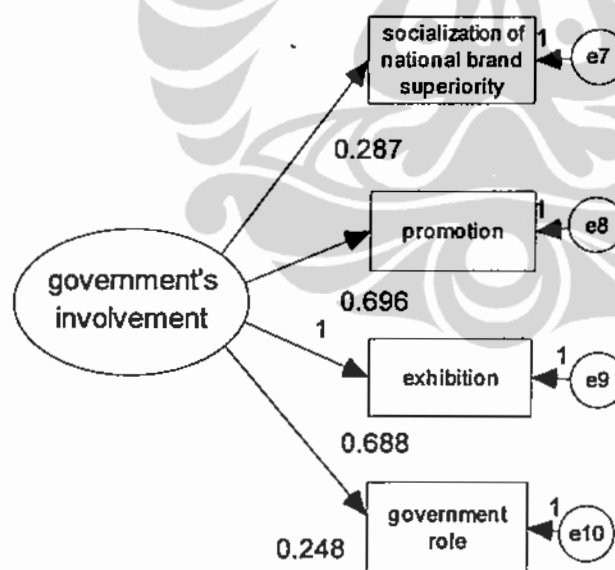 socialization of
national brand
superiority
1
e7
0.287
promotion
1
e8
government's
involvement
0.696
1
exhibition
1
e9
0.688
government
role
1
e10
0.248